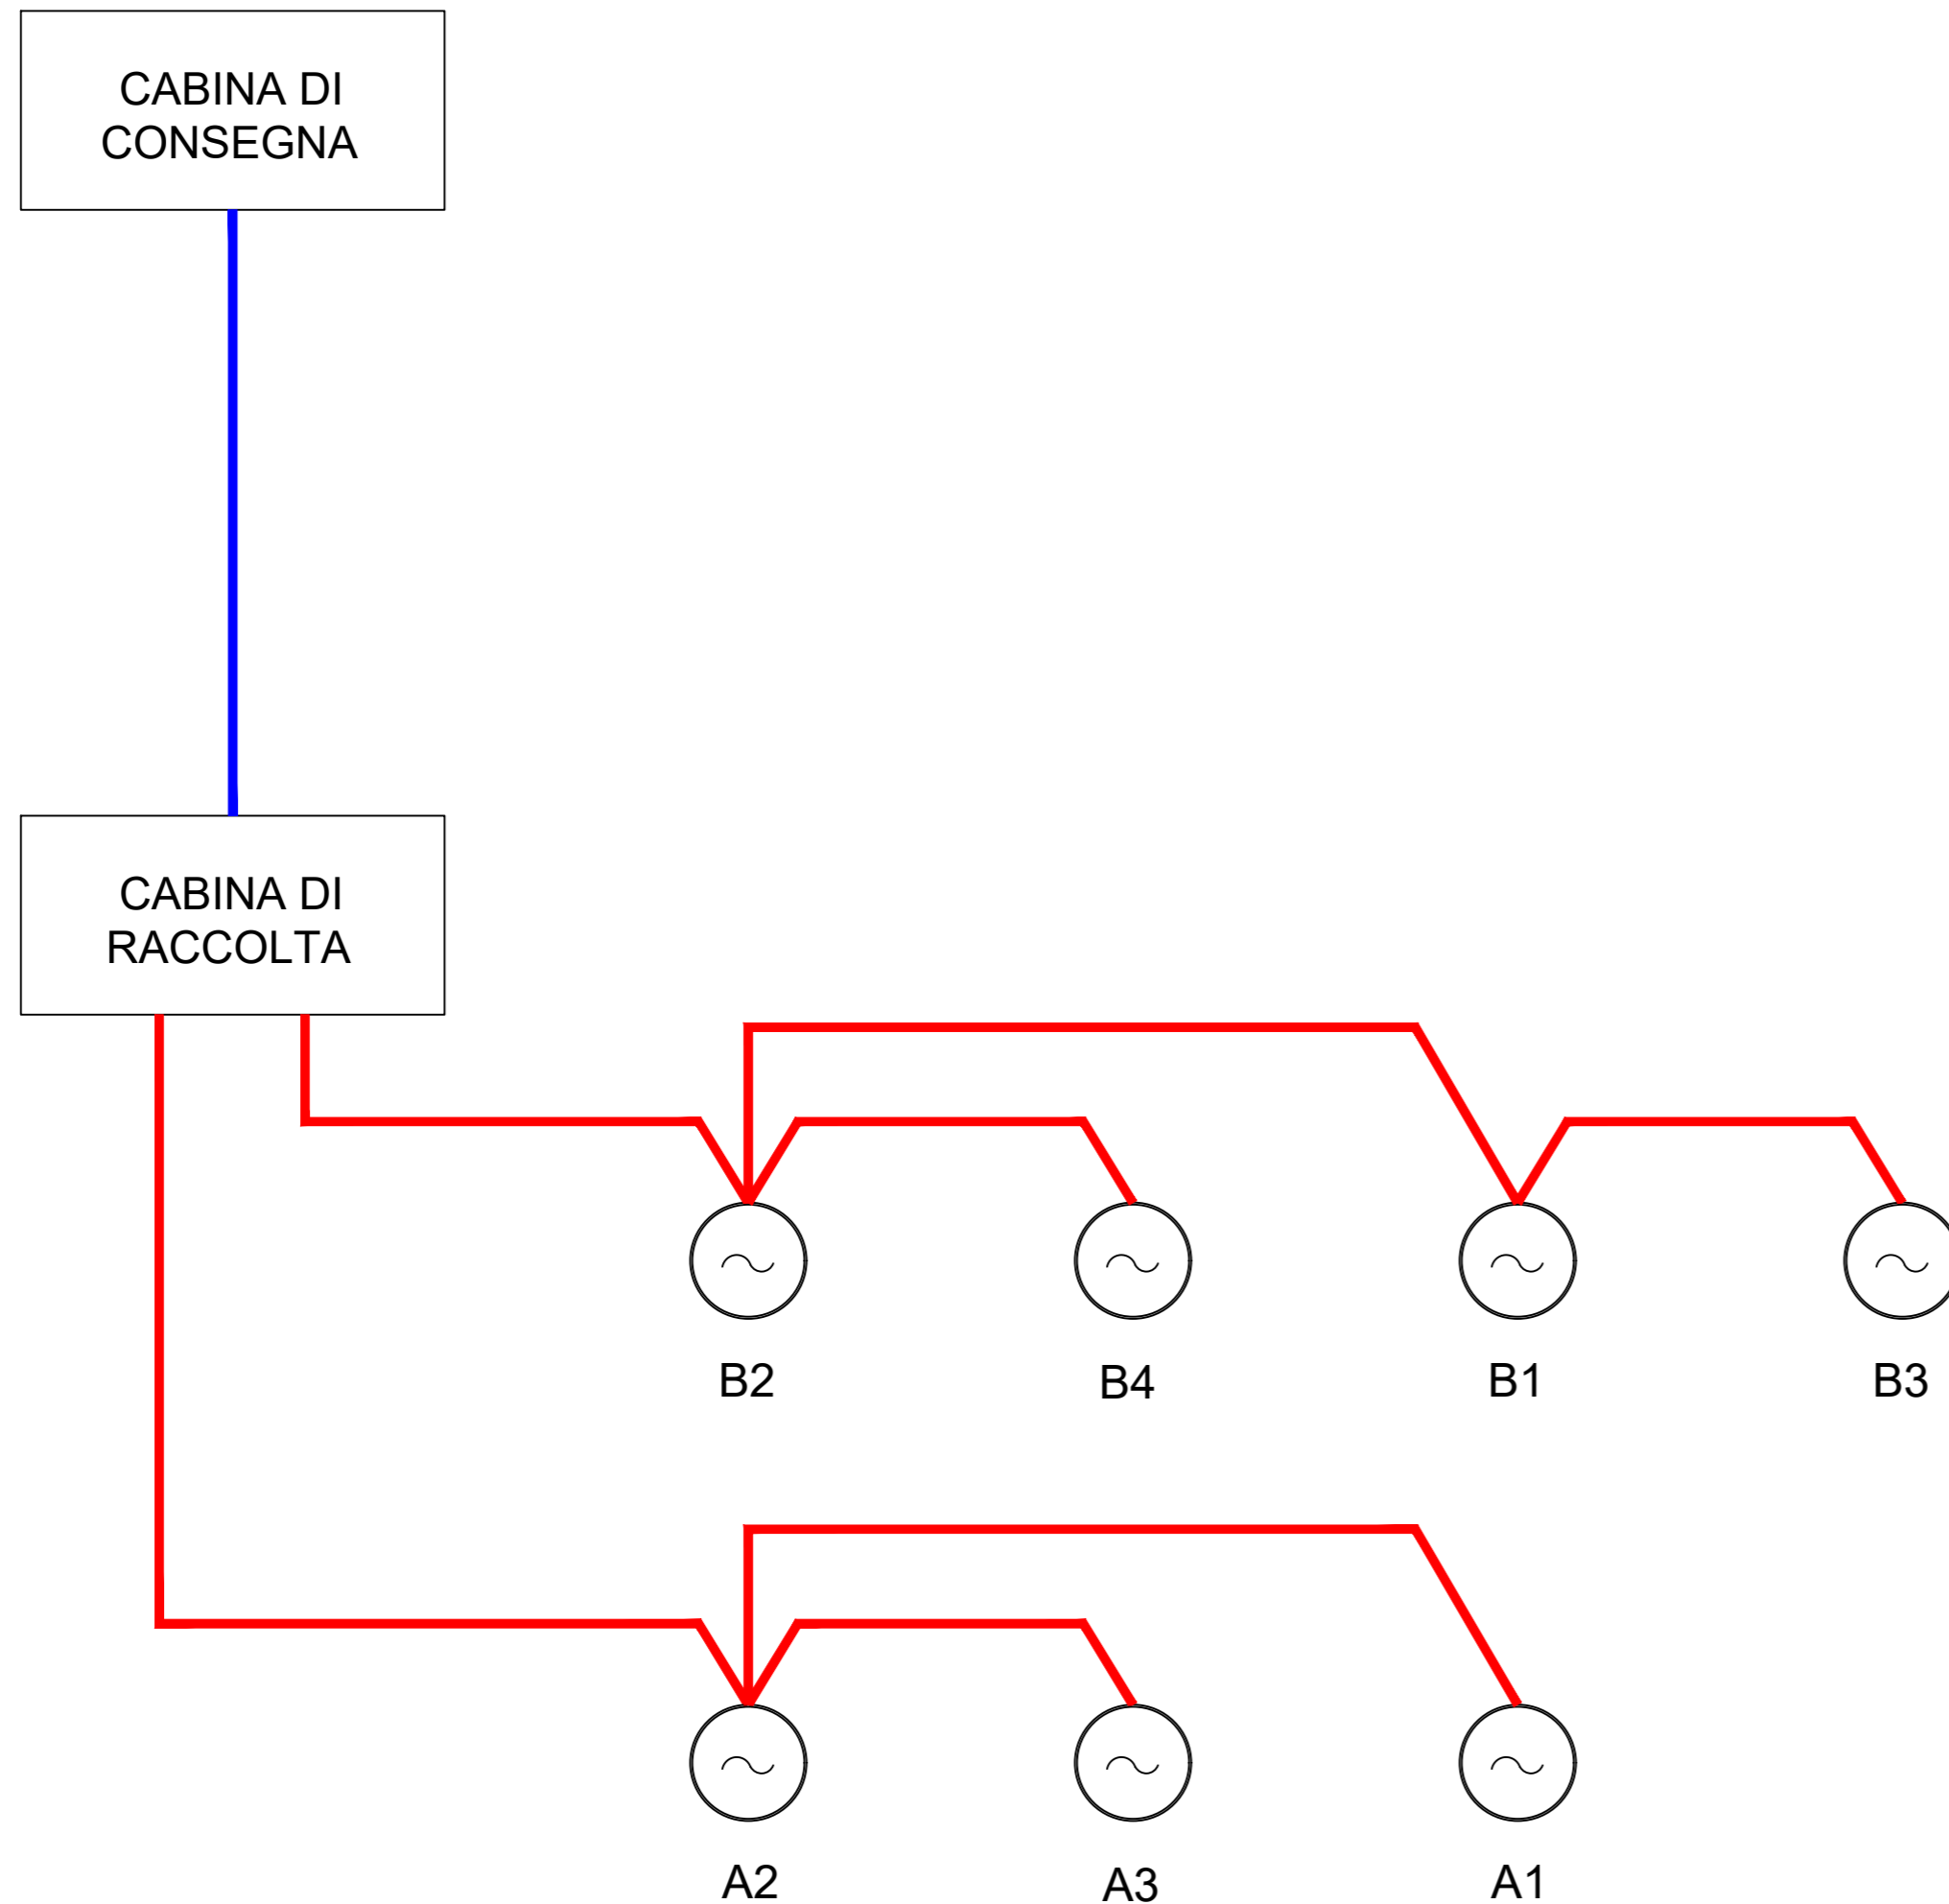 CABINA DI
CONSEGNA
CABINA DI
RACCOLTA
B2
B4
B1
B3
A2
A3
A1